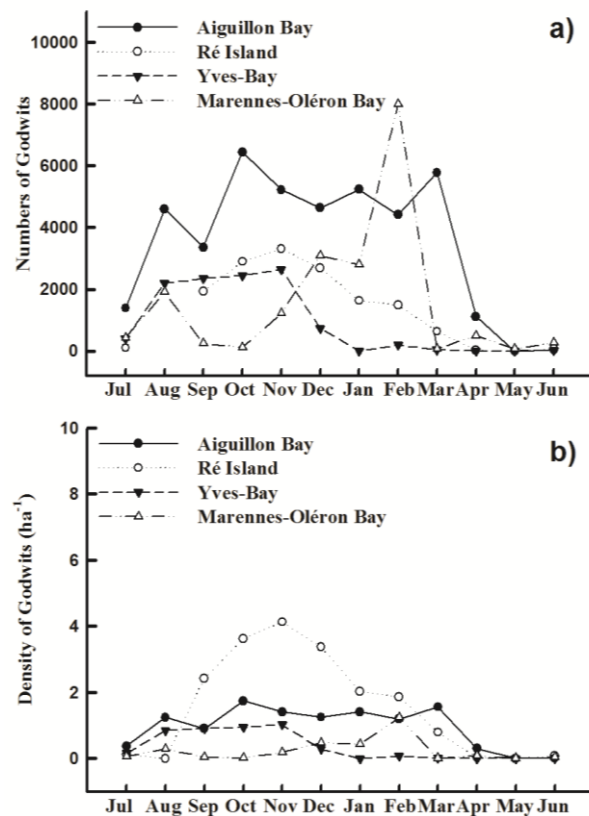 a)
Aiguillon Bay
Ré Island
Yves-Bay
Marennes-Oléron Bay
Numbers of Godwits
10000
8000
6000
4000
2000
0
Jul Aug Sep Oct Nov Dec Jan Feb Mar Apr May Jun
b)
Aiguillon Bay
Ré Island
Yves-Bay
Marennes-Oléron Bay
Density of Godwits (ha⁻¹)
10
8
6
4
2
0
Jul Aug Sep Oct Nov Dec Jan Feb Mar Apr May Jun